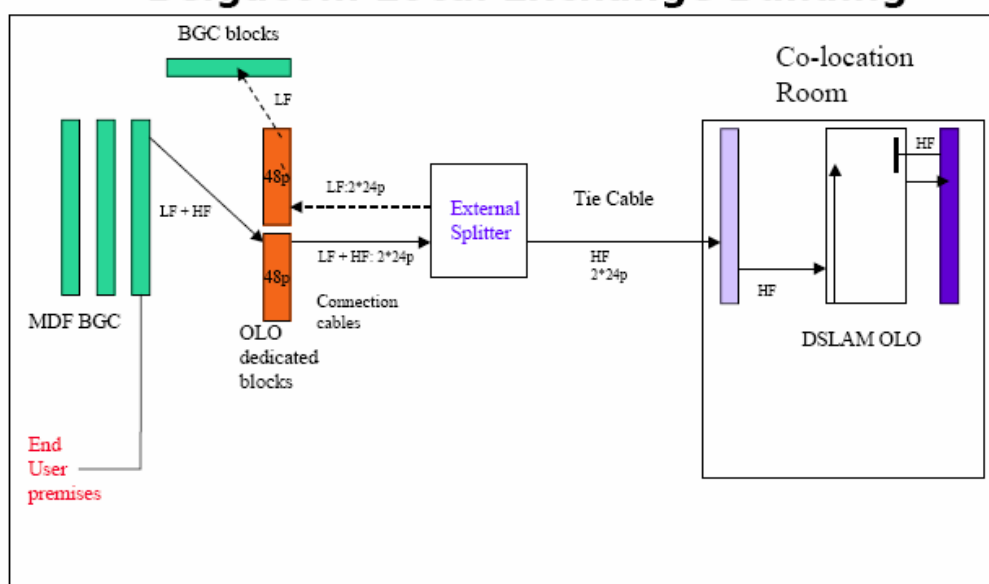 BGC blocks
LF
Co-location
Room
48p
LF:2*24p
External
Splitter
Tie Cable
HF
LF + HF
LF + HF: 2*24p
HF
2*24p
HF
48p
Connection
cables
MDF BGC
OLO
dedicated
blocks
DSLAM OLO
End
User
premises